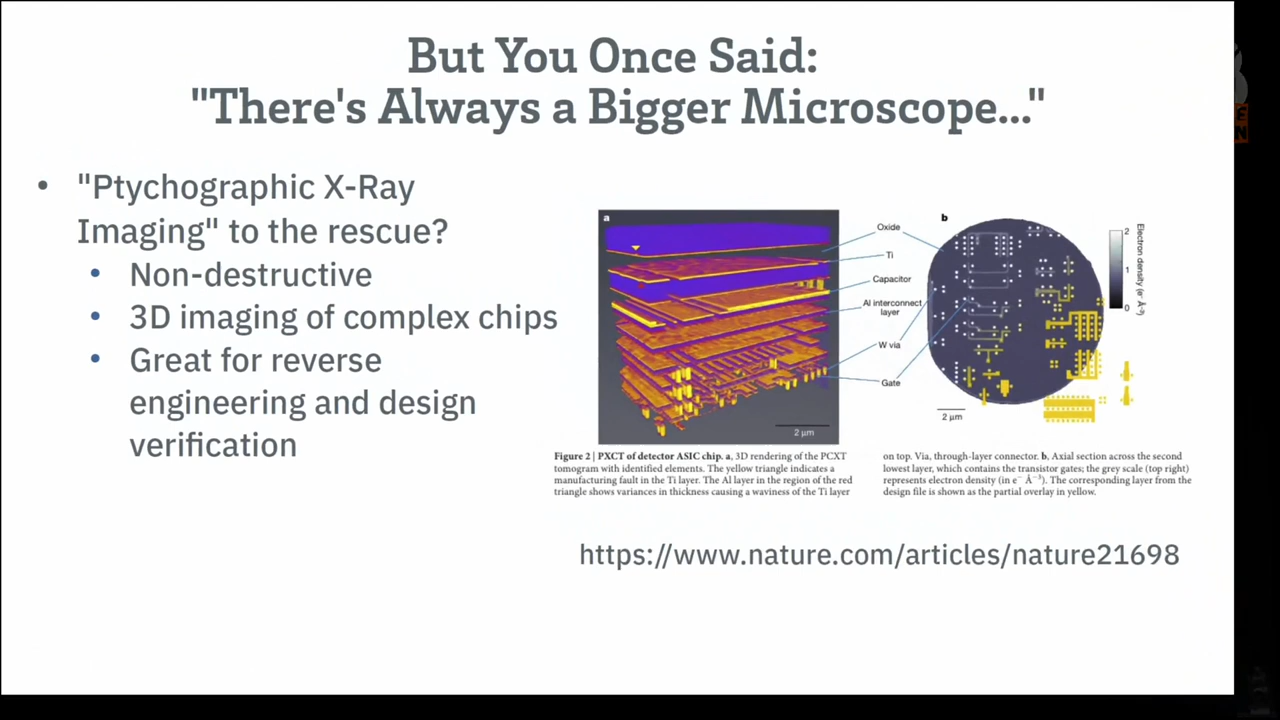 But You Once Said:
"There's Always a Bigger Microscope..."
• "Ptychographic X-Ray
Imaging" to the rescue?
• Non-destructive
• 3D imaging of complex chips
• Great for reverse
engineering and design
verification
a
2 μm
Oxide
Ti
Capacitor
Al interconnect
layer
W via
Gate
b
2 μm
2
1
0
Electron density (e⁻ Å⁻³)
Figure 2 | PXCT of detector ASIC chip. a, 3D rendering of the PCXT
tomogram with identified elements. The yellow triangle indicates a
manufacturing fault in the Ti layer. The Al layer in the region of the red
triangle shows variances in thickness causing a waviness of the Ti layer
on top. Via, through-layer connector. b, Axial section across the second
lowest layer, which contains the transistor gates; the grey scale (top right)
represents electron density (in e⁻ Å⁻³). The corresponding layer from the
design file is shown as the partial overlay in yellow.
https://www.nature.com/articles/nature21698